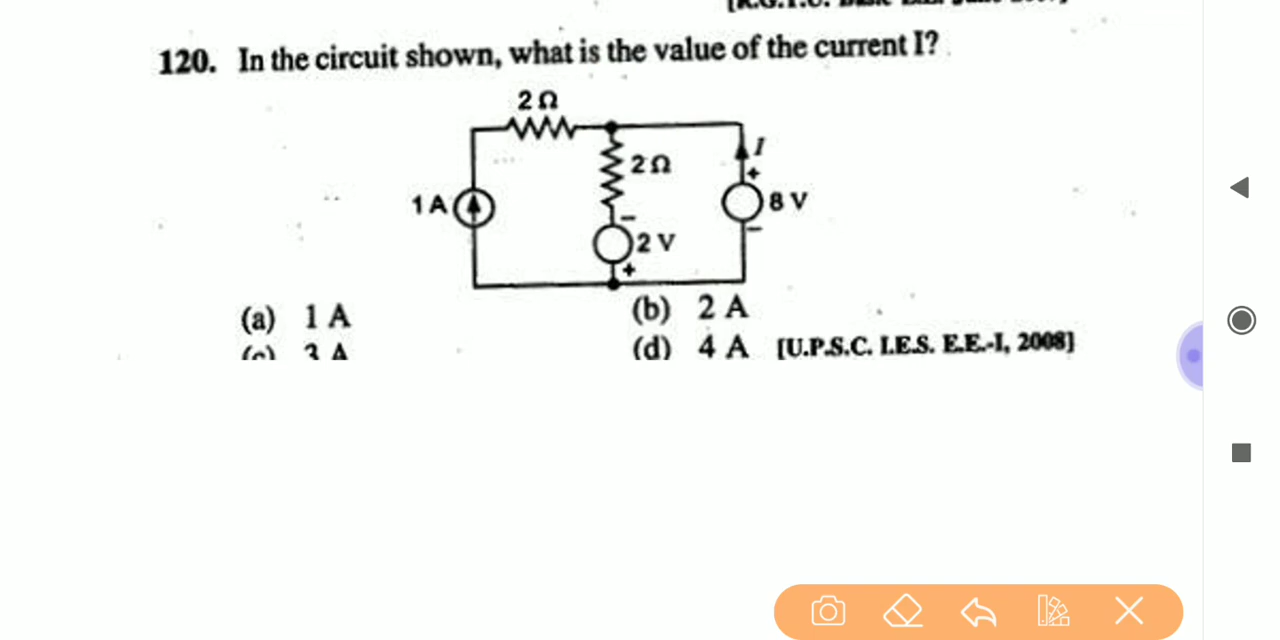 120. In the circuit shown, what is the value of the current I?
2 Ω
2 Ω
I
+
1 A
8 V
−
−
2 V
+
(a) 1 A
(b) 2 A
(c) 3 A
(d) 4 A [U.P.S.C. I.E.S. E.E.-I, 2008]